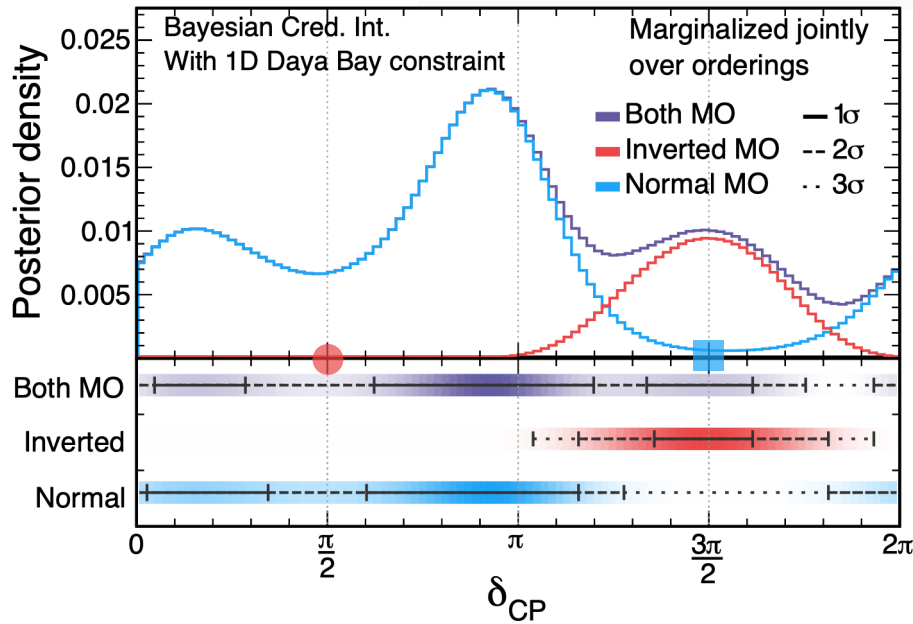 Bayesian Cred. Int.
With 1D Daya Bay constraint
Marginalized jointly
over orderings
Both MO
Inverted MO
Normal MO
1σ
2σ
3σ
Posterior density
0.025
0.02
0.015
0.01
0.005
Both MO
Inverted
Normal
0
π/2
π
3π/2
2π
δCP